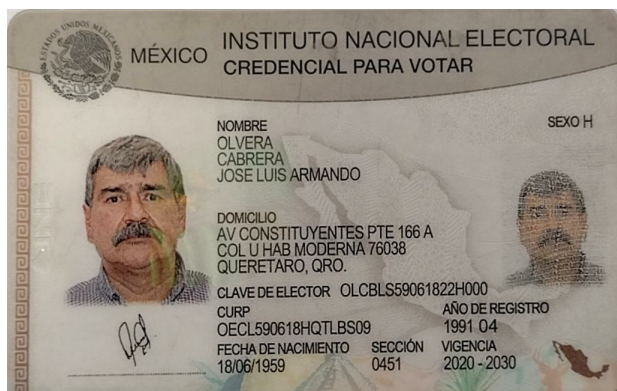 ESTADOS UNIDOS MEXICANOS
MÉXICO INSTITUTO NACIONAL ELECTORAL
CREDENCIAL PARA VOTAR
NOMBRE SEXO H
OLVERA
CABRERA
JOSE LUIS ARMANDO
DOMICILIO
AV CONSTITUYENTES PTE 166 A
COL U HAB MODERNA 76038
QUERETARO, QRO.
CLAVE DE ELECTOR OLCBLS59061822H000
CURP AÑO DE REGISTRO
OECL590618HQTLBS09 1991 04
FECHA DE NACIMIENTO SECCIÓN VIGENCIA
18/06/1959 0451 2020 - 2030